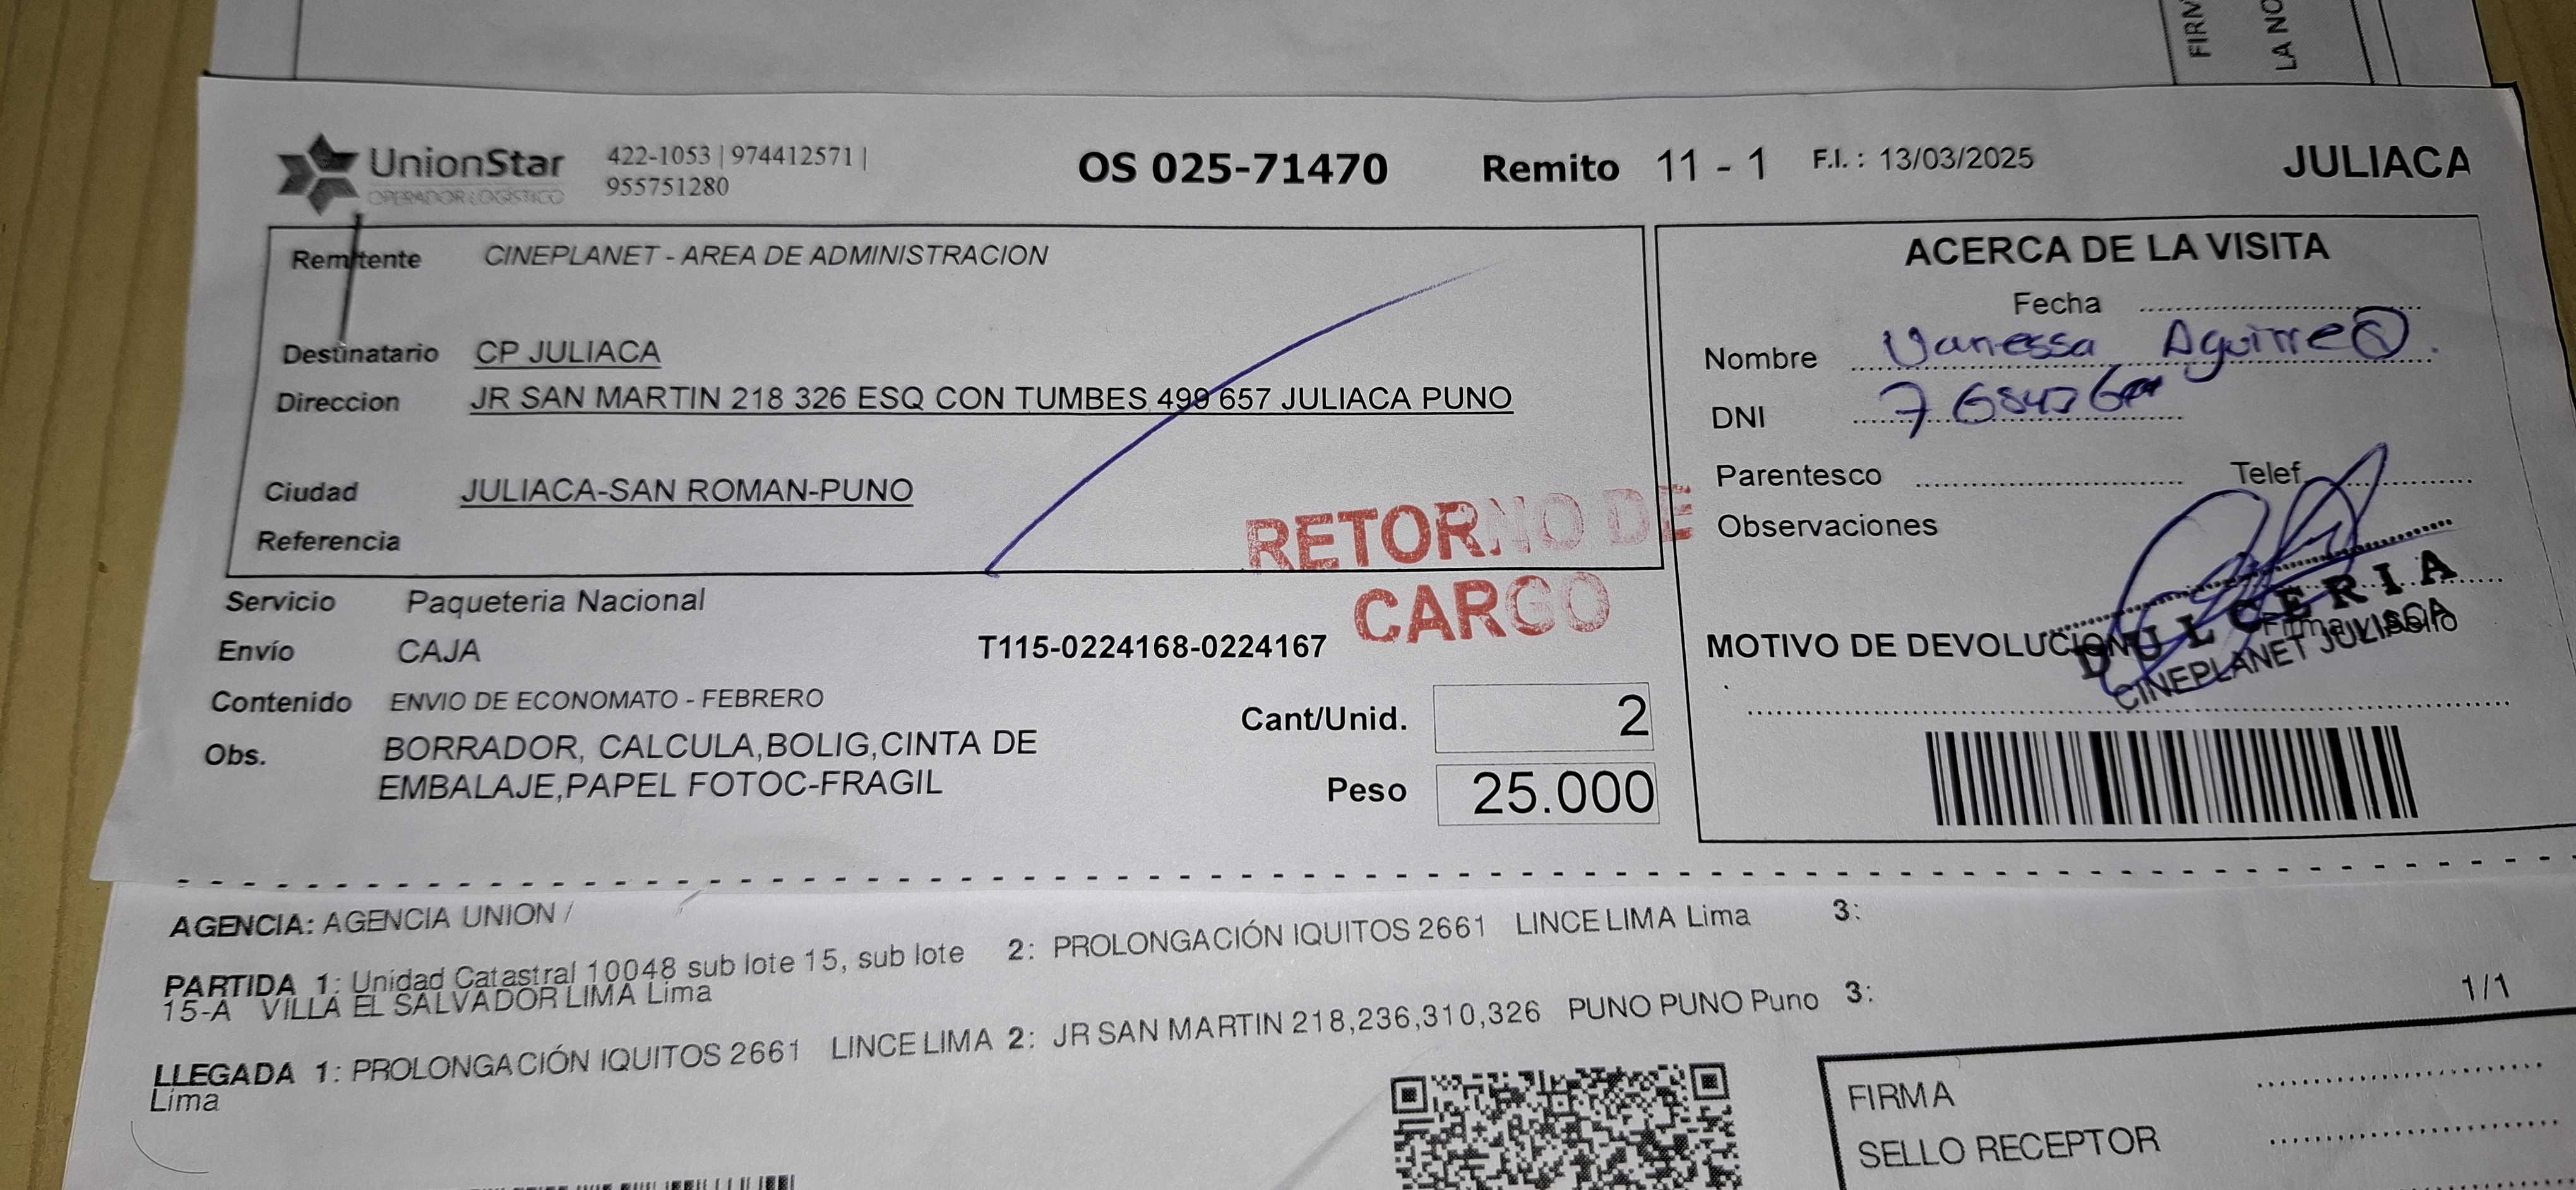 FIRM
LA NO
UnionStar
OPERADOR LOGÍSTICO
422-1053 | 974412571 |
955751280
OS 025-71470
Remito 11 - 1
F.I. : 13/03/2025
JULIACA
Remitente CINEPLANET - AREA DE ADMINISTRACION
Destinatario CP JULIACA
Direccion JR SAN MARTIN 218 326 ESQ CON TUMBES 499 657 JULIACA PUNO
Ciudad JULIACA-SAN ROMAN-PUNO
Referencia
RETORNO DE
CARGO
Servicio Paqueteria Nacional
Envío CAJA
T115-0224168-0224167
Contenido ENVIO DE ECONOMATO - FEBRERO
Obs. BORRADOR, CALCULA,BOLIG,CINTA DE
EMBALAJE,PAPEL FOTOC-FRAGIL
Cant/Unid. 2
Peso 25.000
ACERCA DE LA VISITA
Fecha
Nombre Vanessa Aguirre
DNI
Parentesco Telef.
Observaciones
DULCERIA
Firma y Sello
CINEPLANET JULIACA
MOTIVO DE DEVOLUCION
AGENCIA: AGENCIA UNION /
PARTIDA 1: Unidad Catastral 10048 sub lote 15, sub lote 2: PROLONGACIÓN IQUITOS 2661 LINCE LIMA Lima 3:
15-A VILLA EL SALVADOR LIMA Lima
LLEGADA 1: PROLONGACIÓN IQUITOS 2661 LINCE LIMA 2: JR SAN MARTIN 218,236,310,326 PUNO PUNO Puno 3:
Lima
1/1
FIRMA
SELLO RECEPTOR